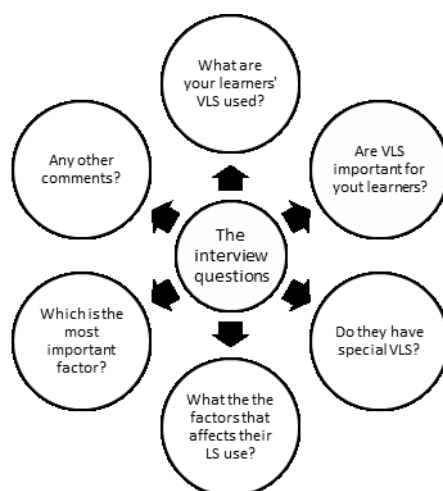 What are
your learners'
VLS used?
Are VLS
important for
yout learners?
Do they have
special VLS?
What the the
factors that
affects their
LS use?
Which is the
most
important
factor?
Any other
comments?
The
interview
questions